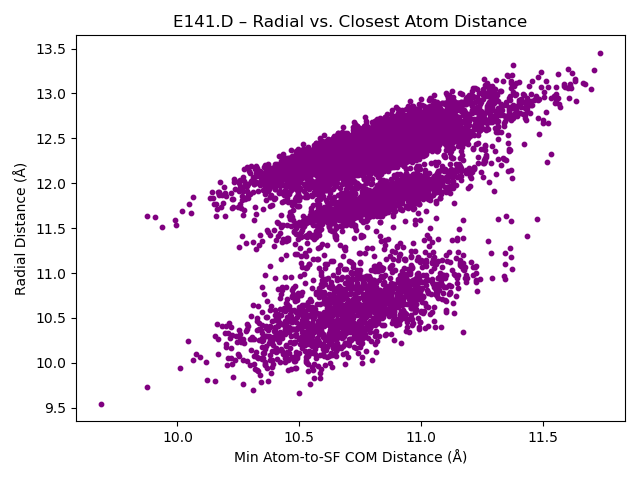 E141.D – Radial vs. Closest Atom Distance
Radial Distance (Å)
13.5
13.0
12.5
12.0
11.5
11.0
10.5
10.0
9.5
10.0 10.5 11.0 11.5
Min Atom-to-SF COM Distance (Å)